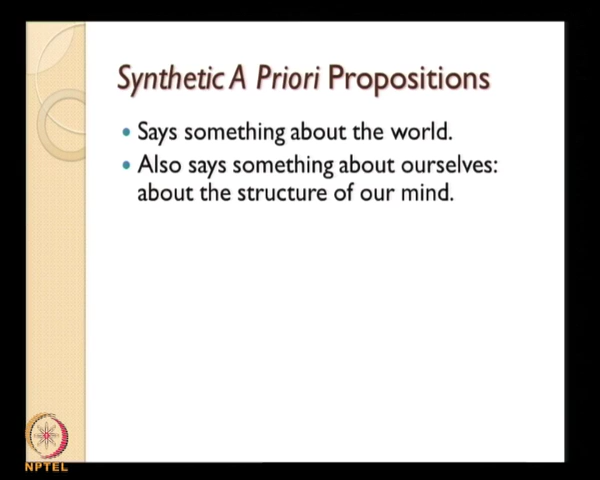 Synthetic A Priori Propositions
• Says something about the world.
• Also says something about ourselves:
about the structure of our mind.
NPTEL